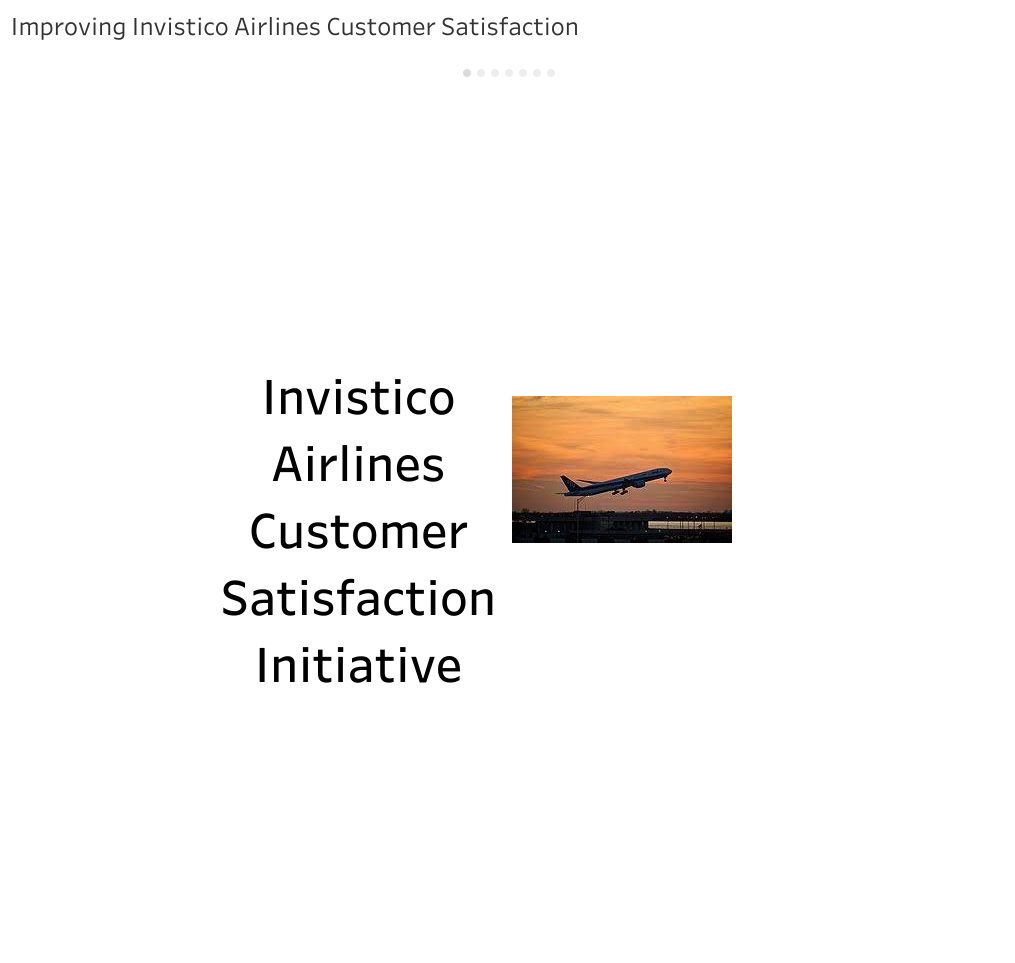 Improving Invistico Airlines Customer Satisfaction
Invistico
Airlines
Customer
Satisfaction
Initiative